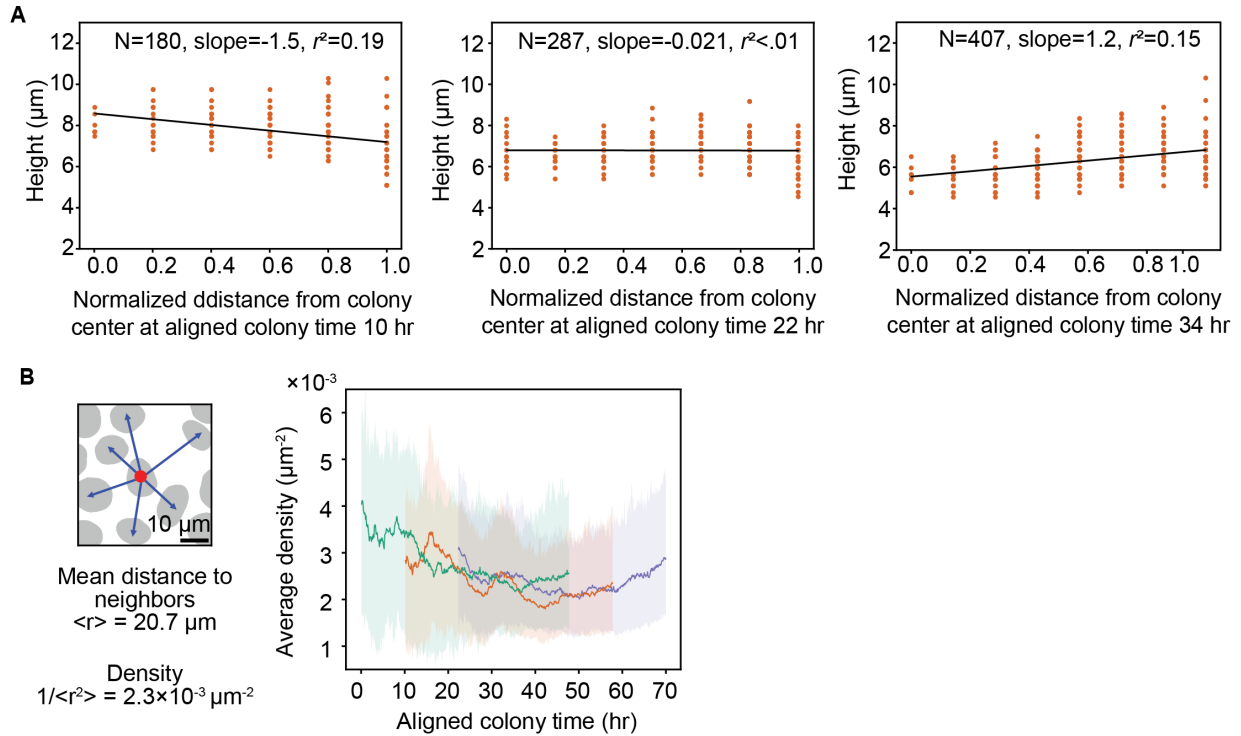 A
N=180, slope=-1.5, r²=0.19
12
10
8
6
4
2
Height (μm)
0.0 0.2 0.4 0.6 0.8 1.0
Normalized ddistance from colony
center at aligned colony time 10 hr
N=287, slope=-0.021, r²<.01
12
10
8
6
4
2
Height (μm)
0.0 0.2 0.4 0.6 0.8 1.0
Normalized distance from colony
center at aligned colony time 22 hr
N=407, slope=1.2, r²=0.15
12
10
8
6
4
2
Height (μm)
0.0 0.2 0.4 0.6 0.8 1.0
Normalized distance from colony
center at aligned colony time 34 hr
B
10 μm
Mean distance to
neighbors
<r> = 20.7 μm
Density
1/<r²> = 2.3×10⁻³ μm⁻²
×10⁻³
6
5
4
3
2
1
Average density (μm⁻²)
0 10 20 30 40 50 60 70
Aligned colony time (hr)